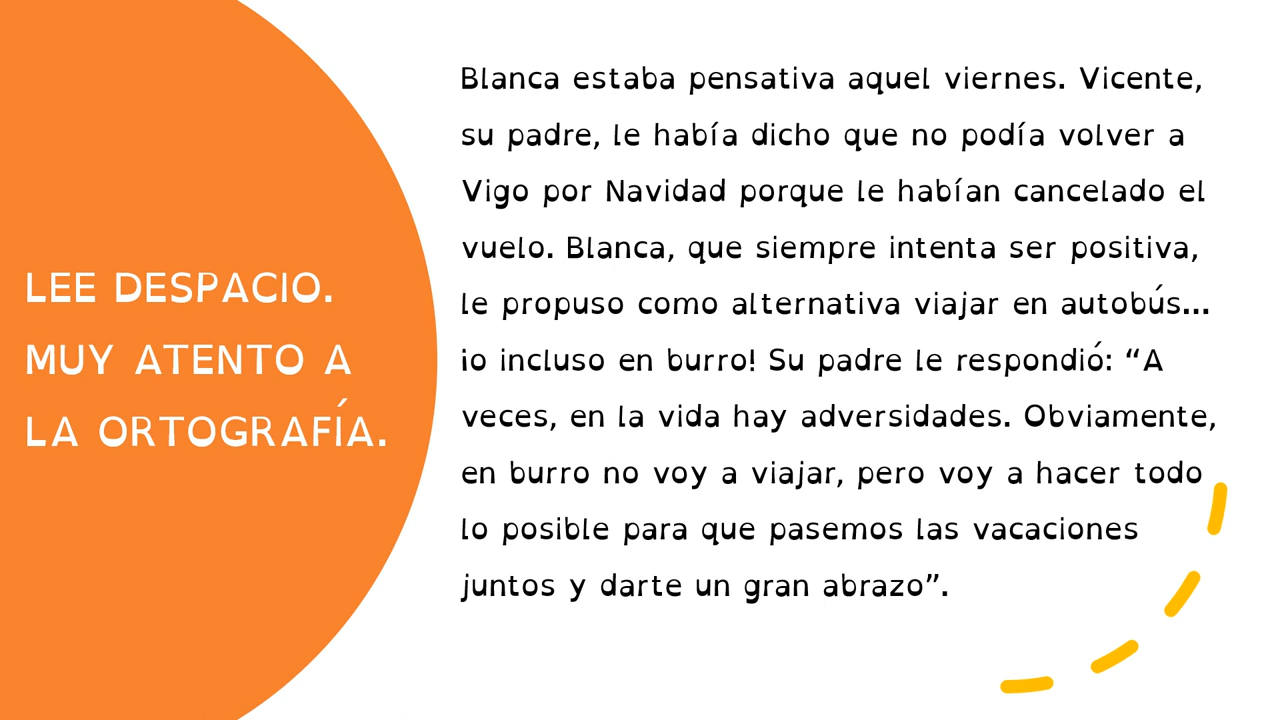 LEE DESPACIO.
MUY ATENTO A
LA ORTOGRAFÍA.
Blanca estaba pensativa aquel viernes. Vicente,
su padre, le había dicho que no podía volver a
Vigo por Navidad porque le habían cancelado el
vuelo. Blanca, que siempre intenta ser positiva,
le propuso como alternativa viajar en autobús...
¡o incluso en burro! Su padre le respondió: “A
veces, en la vida hay adversidades. Obviamente,
en burro no voy a viajar, pero voy a hacer todo
lo posible para que pasemos las vacaciones
juntos y darte un gran abrazo”.